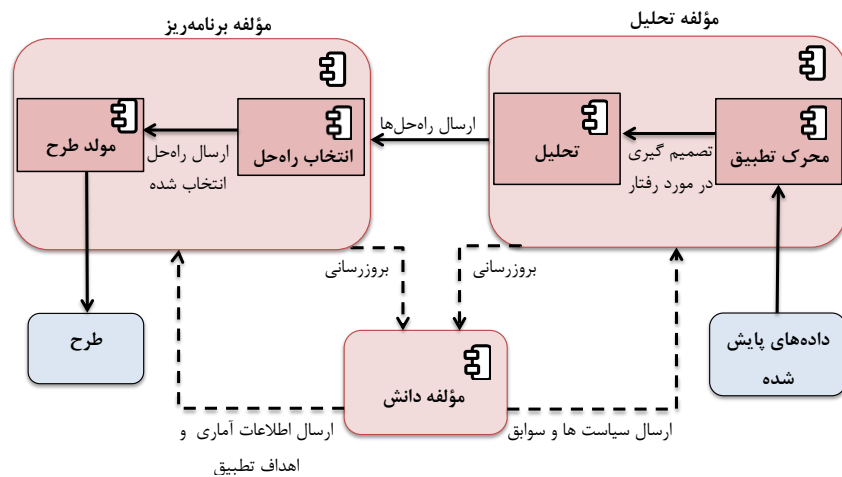 مؤلفه تحلیل
مؤلفه برنامه‌ریز
محرک تطبیق
تصمیم گیری
در مورد رفتار
تحلیل
ارسال راه‌حل‌ها
انتخاب راه‌حل
ارسال راه‌حل
انتخاب شده
مولد طرح
بروزرسانی
بروزرسانی
داده‌های پایش
شده
مؤلفه دانش
طرح
ارسال سیاست ها و سوابق
ارسال اطلاعات آماری و
اهداف تطبیق